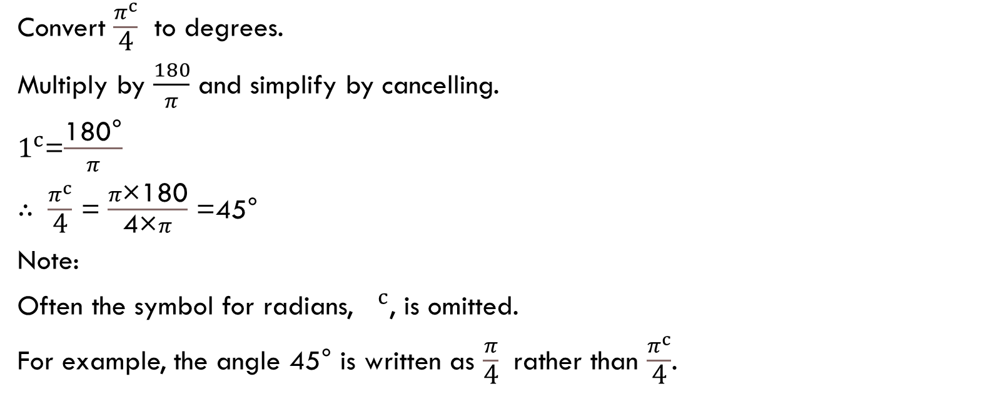 Convert $\frac{\pi^c}{4}$ to degrees.
Multiply by $\frac{180}{\pi}$ and simplify by cancelling.
$1^c = \frac{180°}{\pi}$
∴ $\frac{\pi^c}{4} = \frac{\pi \times 180}{4 \times \pi} = 45°$
Note:
Often the symbol for radians, $^c$, is omitted.
For example, the angle 45° is written as $\frac{\pi}{4}$ rather than $\frac{\pi^c}{4}$.